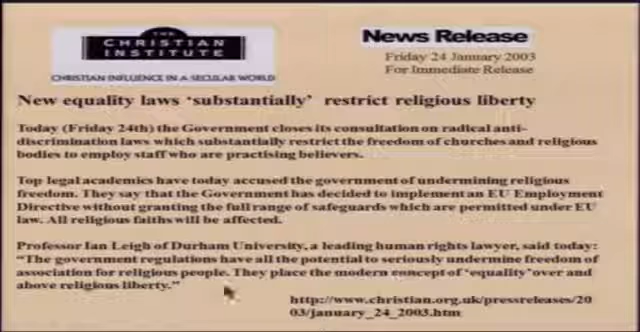 THE
CHRISTIAN
INSTITUTE
CHRISTIAN INFLUENCE IN A SECULAR WORLD
News Release
Friday 24 January 2003
For Immediate Release
New equality laws ‘substantially’ restrict religious liberty
Today (Friday 24th) the Government closes its consultation on radical anti-
discrimination laws which substantially restrict the freedom of churches and religious
bodies to employ staff who are practising believers.
Top legal academics have today accused the government of undermining religious
freedom. They say that the Government has decided to implement an EU Employment
Directive without granting the full range of safeguards which are permitted under EU
law. All religious faiths will be affected.
Professor Ian Leigh of Durham University, a leading human rights lawyer, said today:
“The government regulations have all the potential to seriously undermine freedom of
association for religious people. They place the modern concept of ‘equality’ over and
above religious liberty.”
http://www.christian.org.uk/pressreleases/20
03/january_24_2003.htm